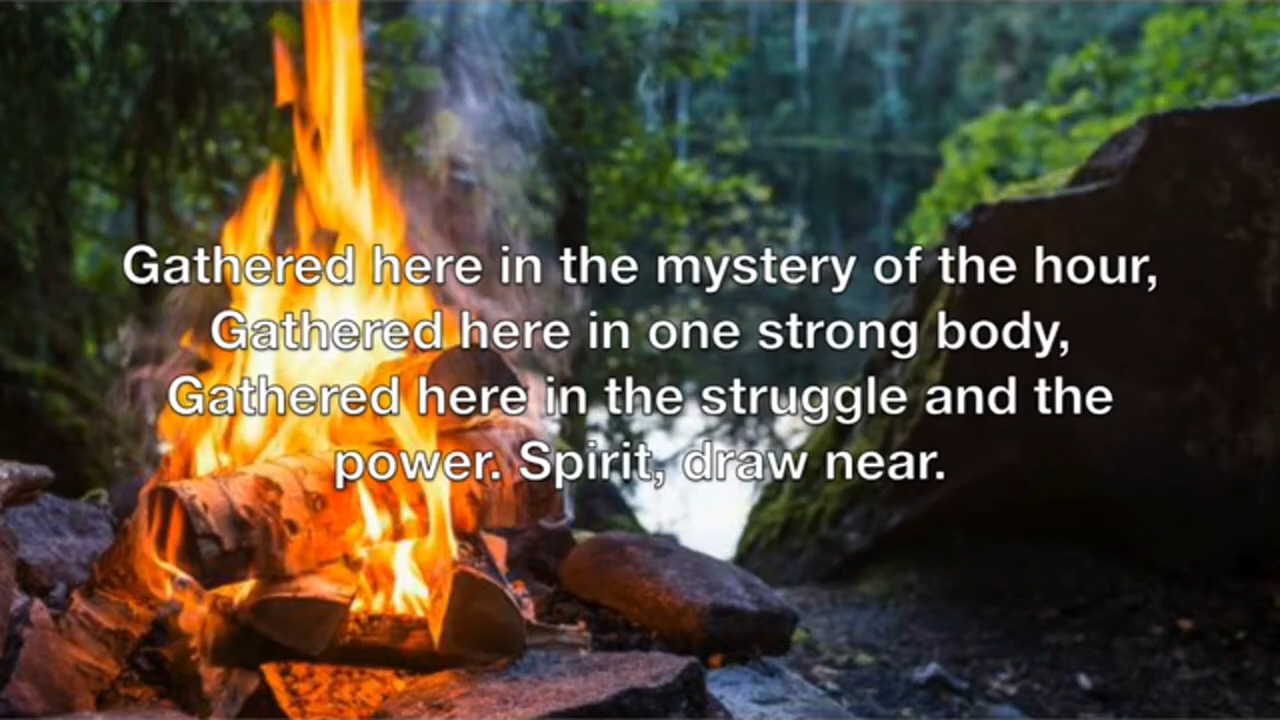 Gathered here in the mystery of the hour,
Gathered here in one strong body,
Gathered here in the struggle and the
power. Spirit, draw near.